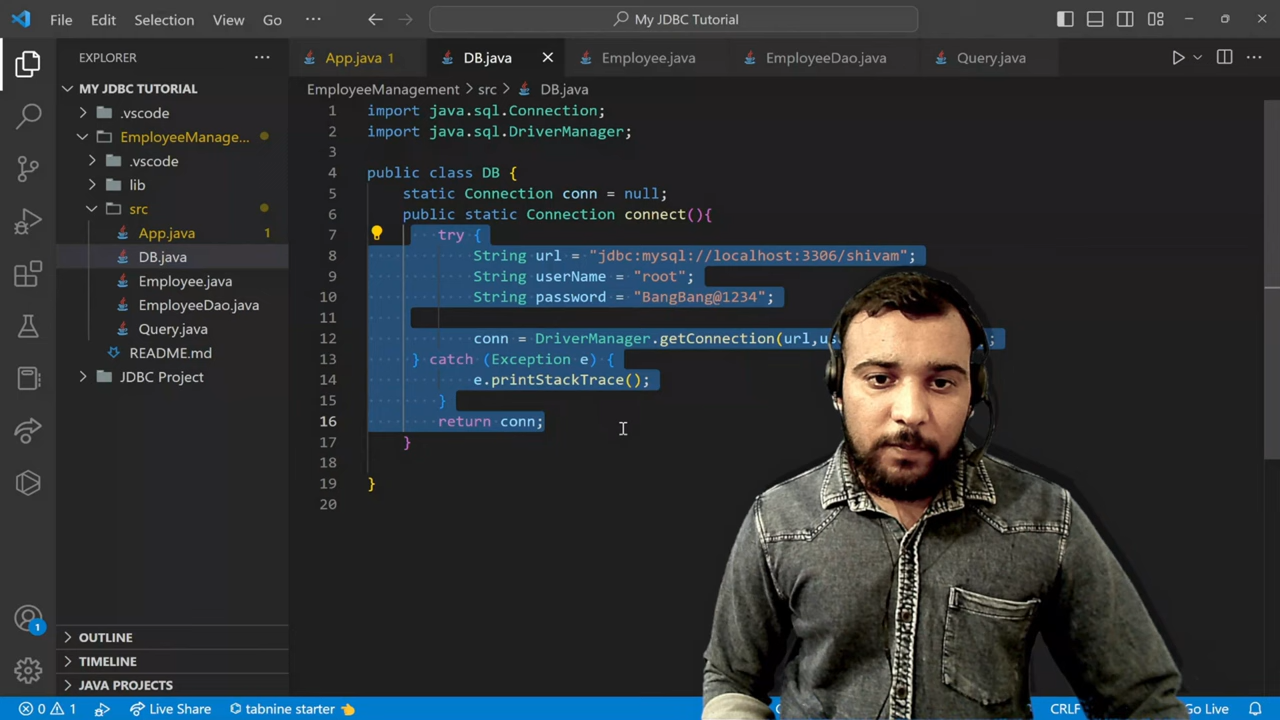 File Edit Selection View Go ··· My JDBC Tutorial
EXPLORER ···
App.java 1 DB.java Employee.java EmployeeDao.java Query.java
MY JDBC TUTORIAL
.vscode
EmployeeManage... 
.vscode
lib
src
App.java 1
DB.java
Employee.java
EmployeeDao.java
Query.java
README.md
JDBC Project
OUTLINE
TIMELINE
JAVA PROJECTS
EmployeeManagement > src > DB.java
1 import java.sql.Connection;
2 import java.sql.DriverManager;
3
4 public class DB {
5 static Connection conn = null;
6 public static Connection connect(){
7 try {
8 String url = "jdbc:mysql://localhost:3306/shivam";
9 String userName = "root";
10 String password = "BangBang@1234";
11
12 conn = DriverManager.getConnection(url, ;
13 } catch (Exception e) {
14 e.printStackTrace();
15 }
16 return conn;
17 }
18
19 }
20
1
0 1 Live Share tabnine starter CRLF Go Live